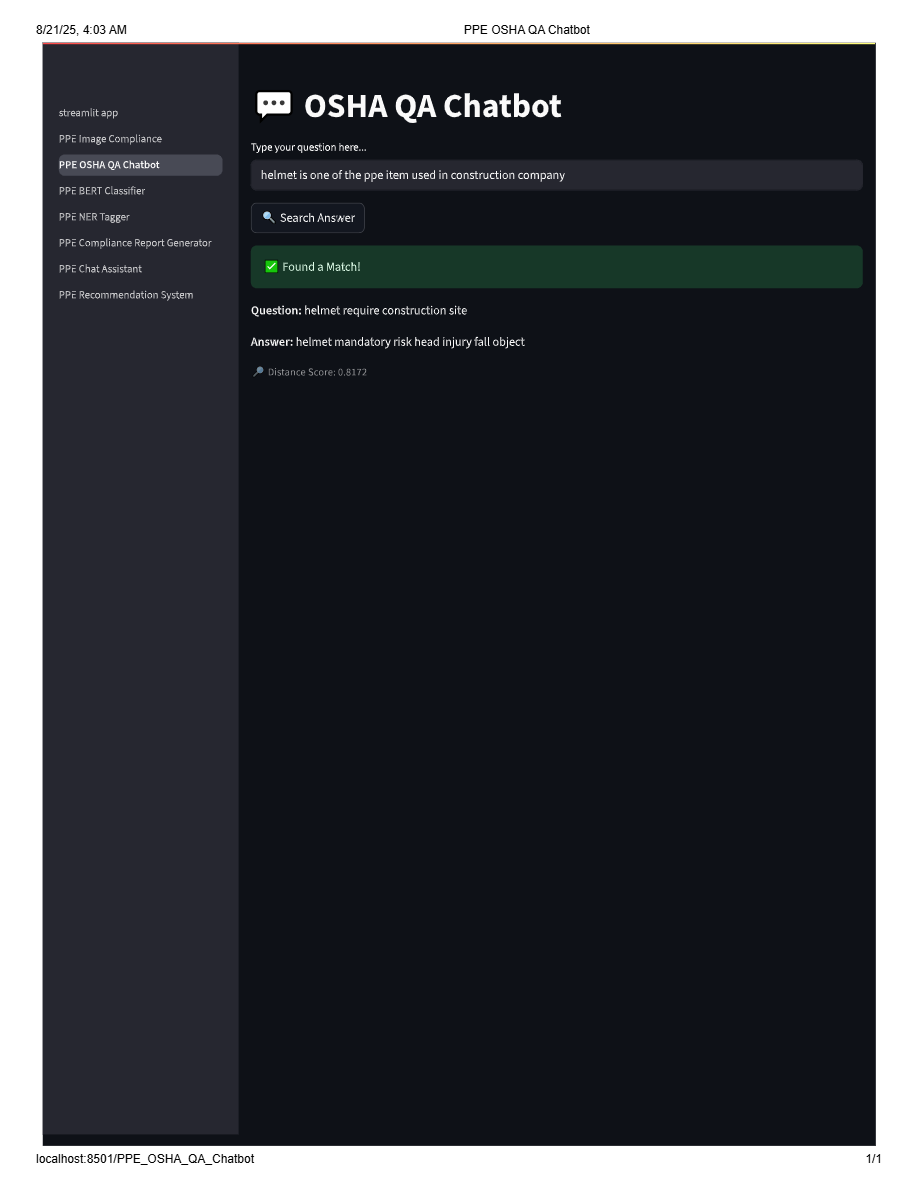 8/21/25, 4:03 AM PPE OSHA QA Chatbot
streamlit app
PPE Image Compliance
PPE OSHA QA Chatbot
PPE BERT Classifier
PPE NER Tagger
PPE Compliance Report Generator
PPE Chat Assistant
PPE Recommendation System
OSHA QA Chatbot
Type your question here...
helmet is one of the ppe item used in construction company
Search Answer
Found a Match!
Question: helmet require construction site
Answer: helmet mandatory risk head injury fall object
Distance Score: 0.8172
localhost:8501/PPE_OSHA_QA_Chatbot 1/1